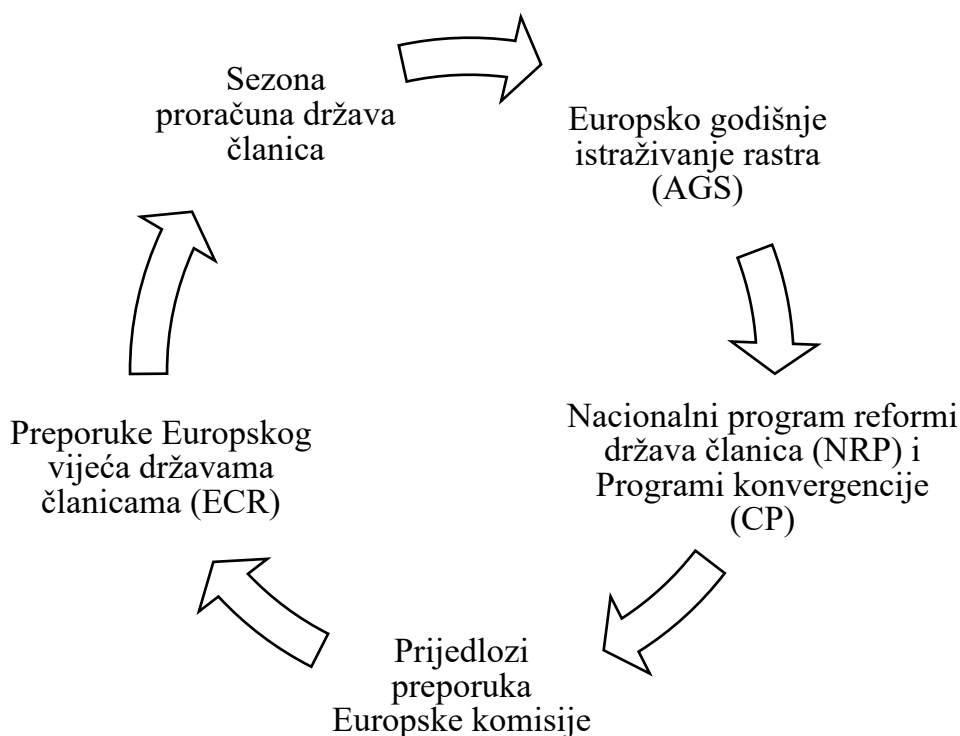 Sezona
proračuna država
članica
Europsko godišnje
istraživanje rastra
(AGS)
Nacionalni program reformi
država članica (NRP) i
Programi konvergencije
(CP)
Prijedlozi
preporuka
Europske komisije
Preporuke Europskog
vijeća državama
članicama (ECR)